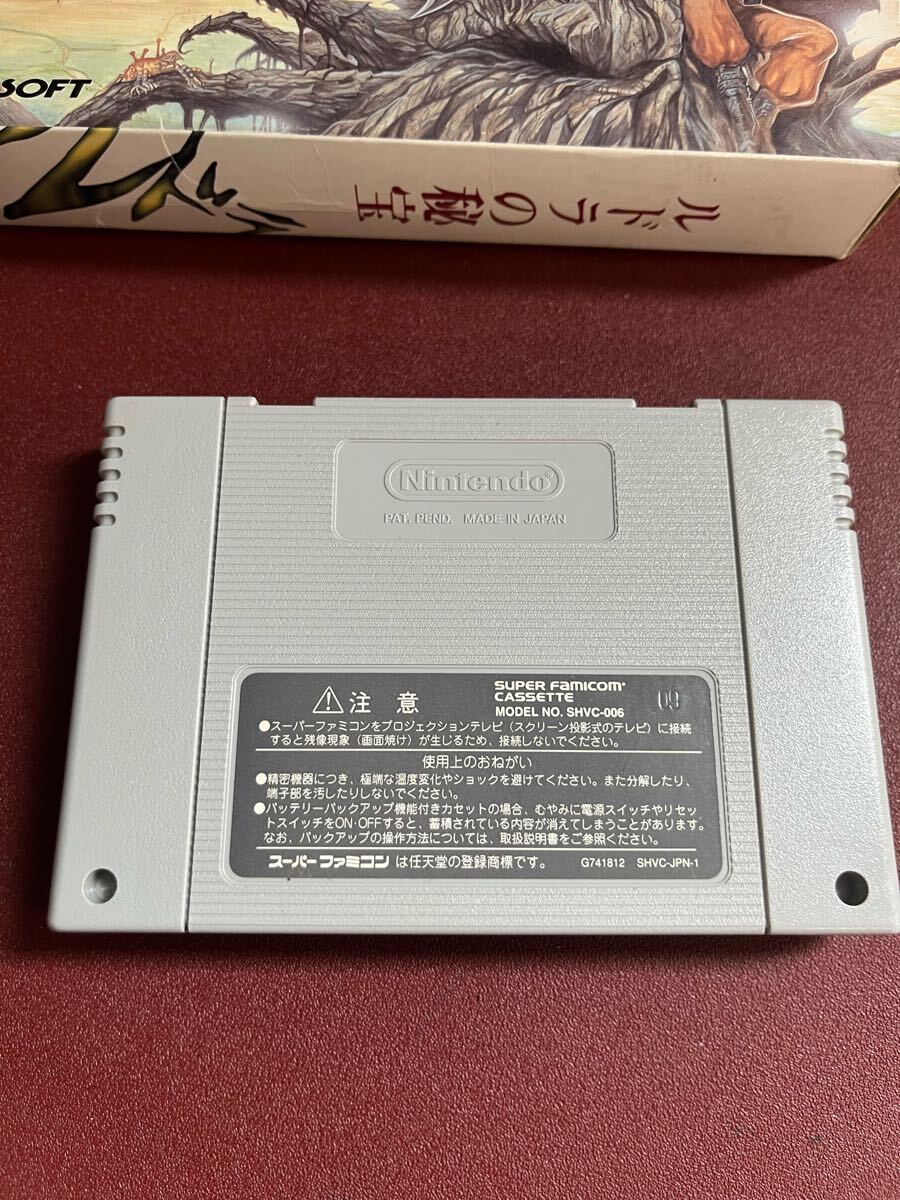 SOFT
ルドラの秘宝
Nintendo®
PAT. PEND. MADE IN JAPAN
⚠注意
SUPER FAMICOM
CASSETTE
MODEL NO. SHVC-006
09
●スーパーファミコンをプロジェクションテレビ（スクリーン投影式のテレビ）に接続
すると残像現象（画面焼け）が生じるため、接続しないでください。
使用上のおねがい
●精密機器につき、極端な温度変化やショックを避けてください。また分解したり、
端子部を汚したりしないでください。
●バッテリーバックアップ機能付きカセットの場合、むやみに電源スイッチやリセッ
トスイッチをON･OFFすると、蓄積されている内容が消えてしまうことがあります。
なお、バックアップの操作方法については、取扱説明書をご参照ください。
スーパーファミコンは任天堂の登録商標です。 G741812 SHVC-JPN-1